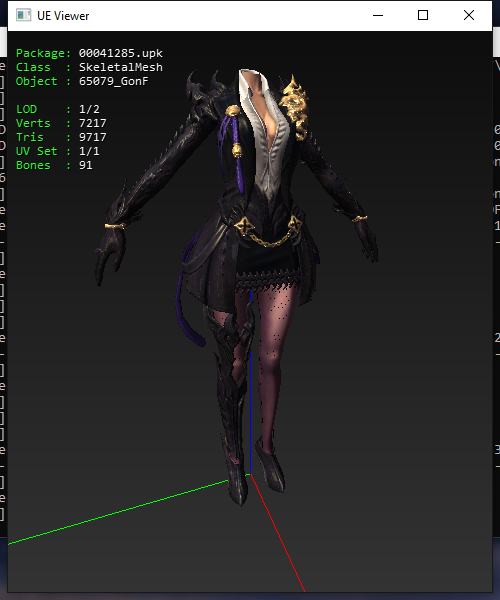 UE Viewer
Package: 00041285.upk
Class  : SkeletalMesh
Object : 65079_GonF
LOD    : 1/2
Verts  : 7217
Tris   : 9717
UV Set : 1/1
Bones  : 91